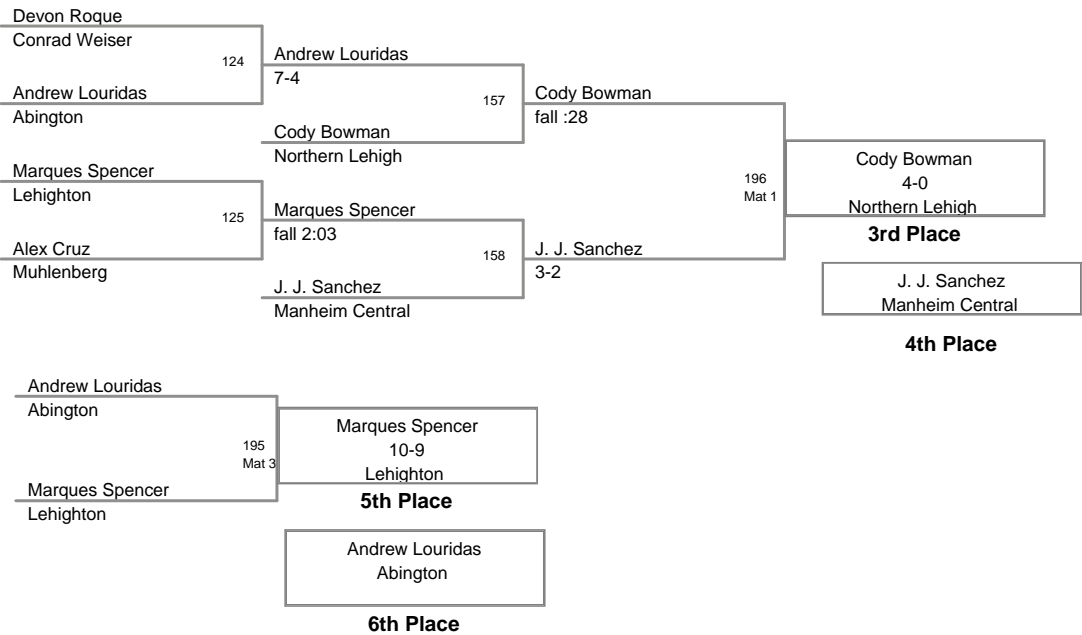 Devon Roque
Conrad Weiser
124
Andrew Louridas
Abington
Andrew Louridas
7-4
157
Cody Bowman
Northern Lehigh
Cody Bowman
fall :28
Marques Spencer
Lehighton
125
Alex Cruz
Muhlenberg
Marques Spencer
fall 2:03
158
J. J. Sanchez
Manheim Central
J. J. Sanchez
3-2
196
Mat 1
Cody Bowman
4-0
Northern Lehigh
3rd Place
J. J. Sanchez
Manheim Central
4th Place
Andrew Louridas
Abington
195
Mat 3
Marques Spencer
Lehighton
Marques Spencer
10-9
Lehighton
5th Place
Andrew Louridas
Abington
6th Place